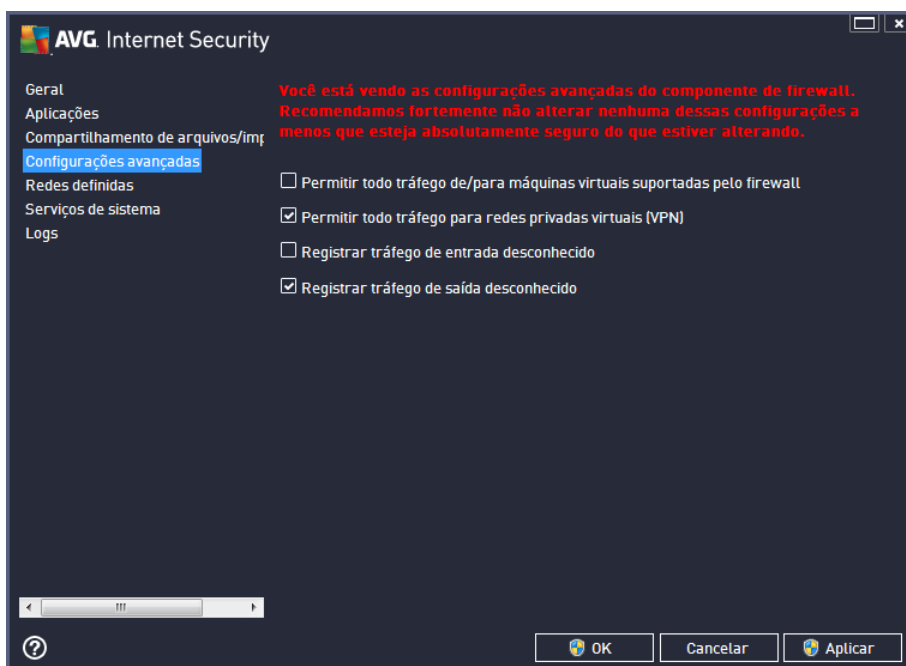 AVG. Internet Security
Geral
Aplicações
Compartilhamento de arquivos/imp
Configurações avançadas
Redes definidas
Serviços de sistema
Logs
Você está vendo as configurações avançadas do componente de firewall.
Recomendamos fortemente não alterar nenhuma dessas configurações a
menos que esteja absolutamente seguro do que estiver alterando.
Permitir todo tráfego de/para máquinas virtuais suportadas pelo firewall
Permitir todo tráfego para redes privadas virtuais (VPN)
Registrar tráfego de entrada desconhecido
Registrar tráfego de saída desconhecido
OK
Cancelar
Aplicar